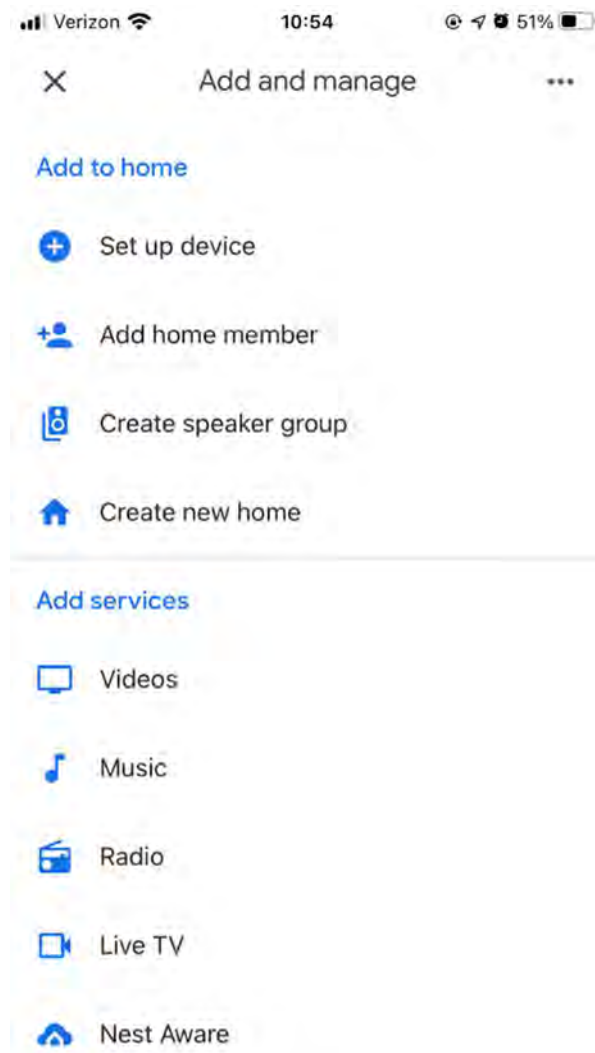 Verizon 10:54 51%
Add and manage
Add to home
Set up device
Add home member
Create speaker group
Create new home
Add services
Videos
Music
Radio
Live TV
Nest Aware